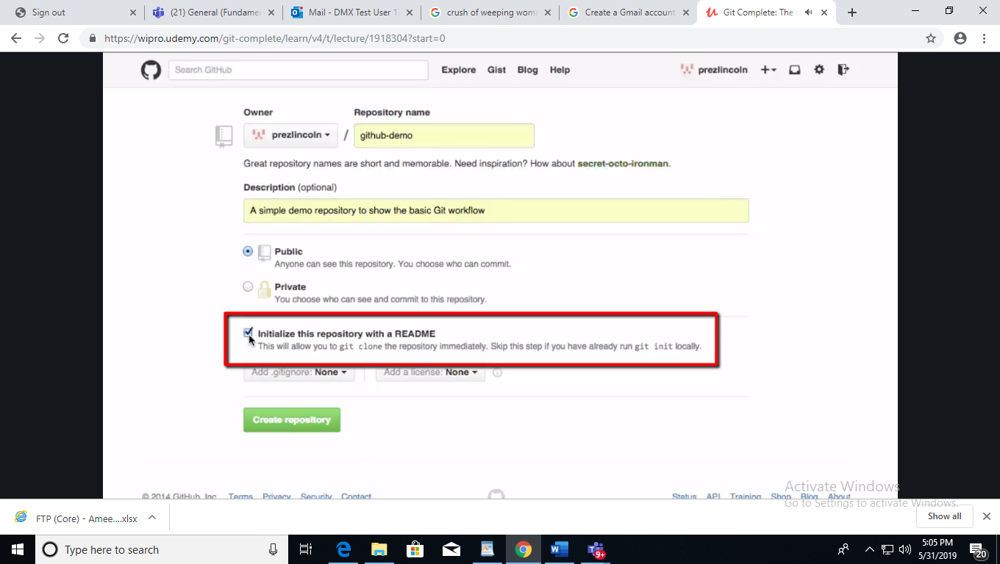 Sign out
(21) General (Fundamen
Mail - DMX Test User 1
crush of weeping woma
Create a Gmail account
Git Complete: The
https://wipro.udemy.com/git-complete/learn/v4/t/lecture/1918304?start=0
Search GitHub
Explore Gist Blog Help
prezlincoln
Owner Repository name
prezlincoln / github-demo
Great repository names are short and memorable. Need inspiration? How about secret-octo-ironman.
Description (optional)
A simple demo repository to show the basic Git workflow
Public
Anyone can see this repository. You choose who can commit.
Private
You choose who can see and commit to this repository.
Initialize this repository with a README
This will allow you to git clone the repository immediately. Skip this step if you have already run git init locally.
Add .gitignore: None Add a license: None
Create repository
© 2014 GitHub, Inc. Terms Privacy Security Contact Status API Training Shop Blog About
Activate Windows
Go to Settings to activate Windows.
FTP (Core) - Amee....xlsx
Show all
Type here to search
9+
5:05 PM
5/31/2019
20